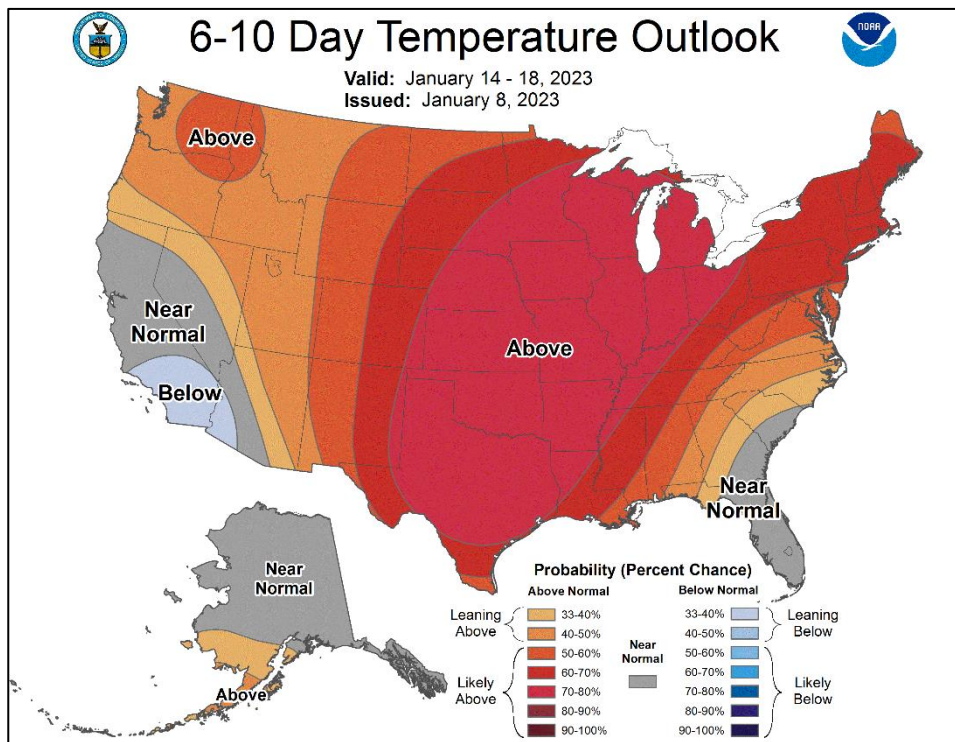 6-10 Day Temperature Outlook
NOAA
Valid: January 14 - 18, 2023
Issued: January 8, 2023
Above
Near
Normal
Below
Above
Near
Normal
Near
Normal
Above
Probability (Percent Chance)
Above Normal
Below Normal
Leaning
Above
33-40%
40-50%
Likely
Above
50-60%
60-70%
70-80%
80-90%
90-100%
Near
Normal
33-40%
40-50%
Leaning
Below
50-60%
60-70%
70-80%
80-90%
90-100%
Likely
Below